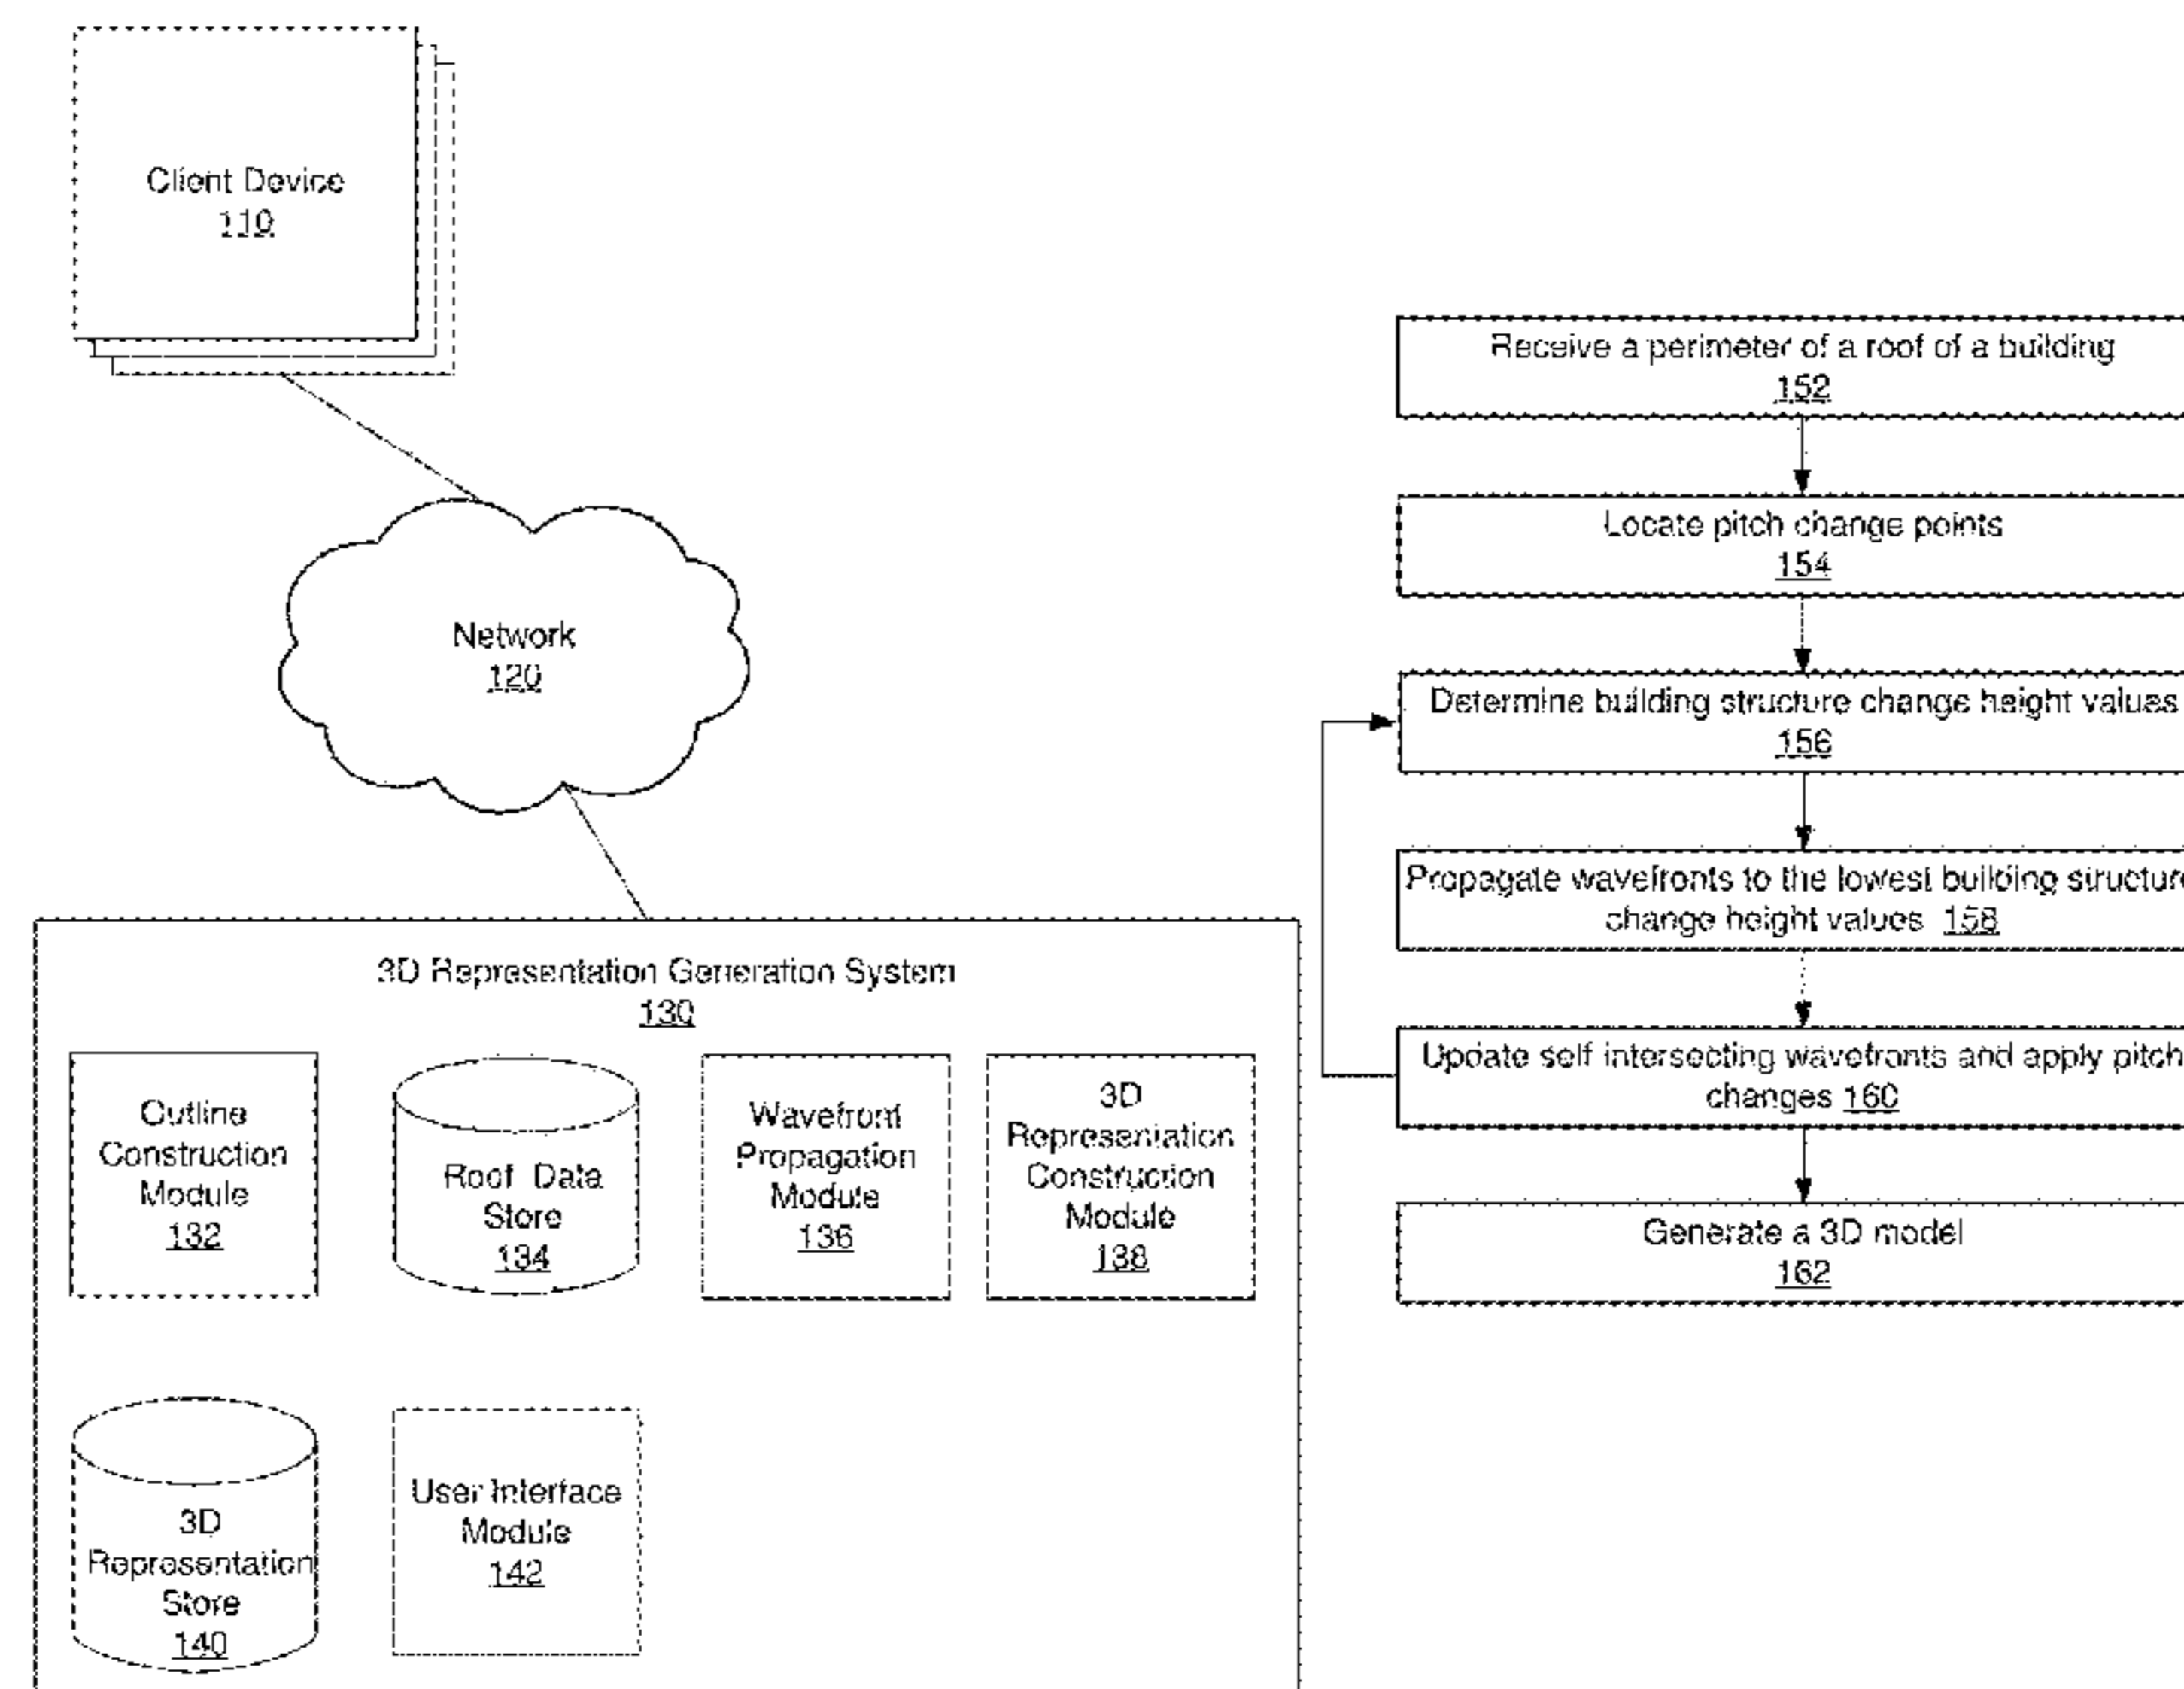 Client Device
110
Network
120
3D Representation Generation System
130
Outline
Construction
Module
132
Roof Data
Store
134
Wavefront
Propagation
Module
136
3D
Representation
Construction
Module
138
3D
Representation
Store
140
User Interface
Module
142
Receive a perimeter of a roof of a building
152
Locate pitch change points
154
Determine building structure change height values
156
Propagate wavefronts to the lowest building structure
change height values 158
Update self intersecting wavefronts and apply pitch
changes 160
Generate a 3D model
162